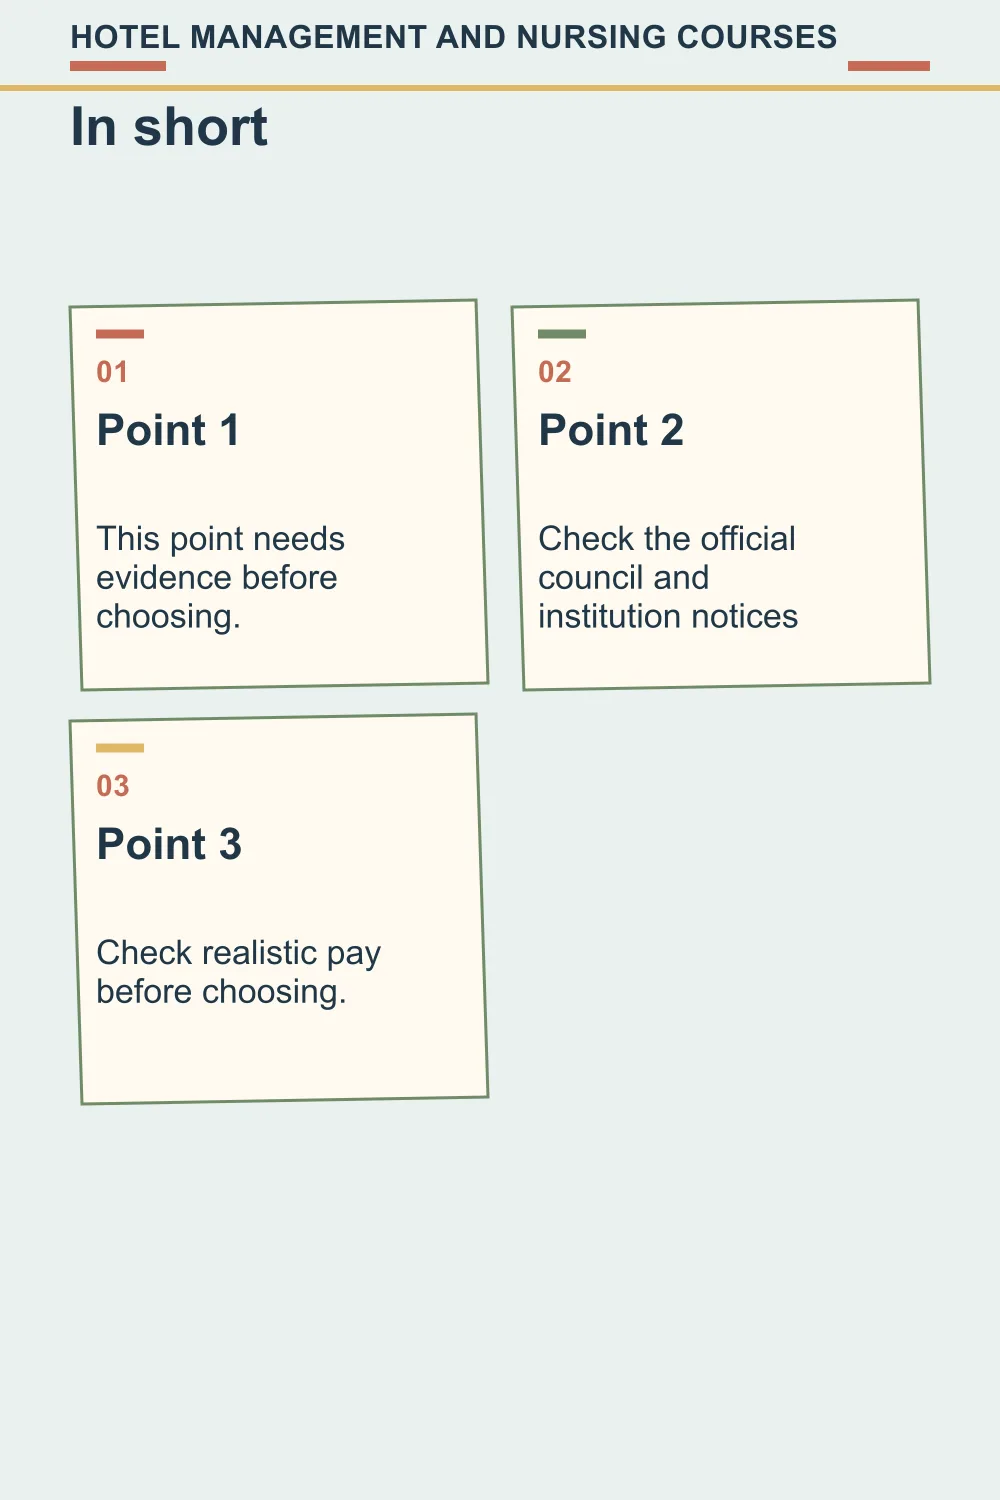 HOTEL MANAGEMENT AND NURSING COURSES
In short
01
Point 1
This point needs
evidence before
choosing.
02
Point 2
Check the official
council and
institution notices
03
Point 3
Check realistic pay
before choosing.